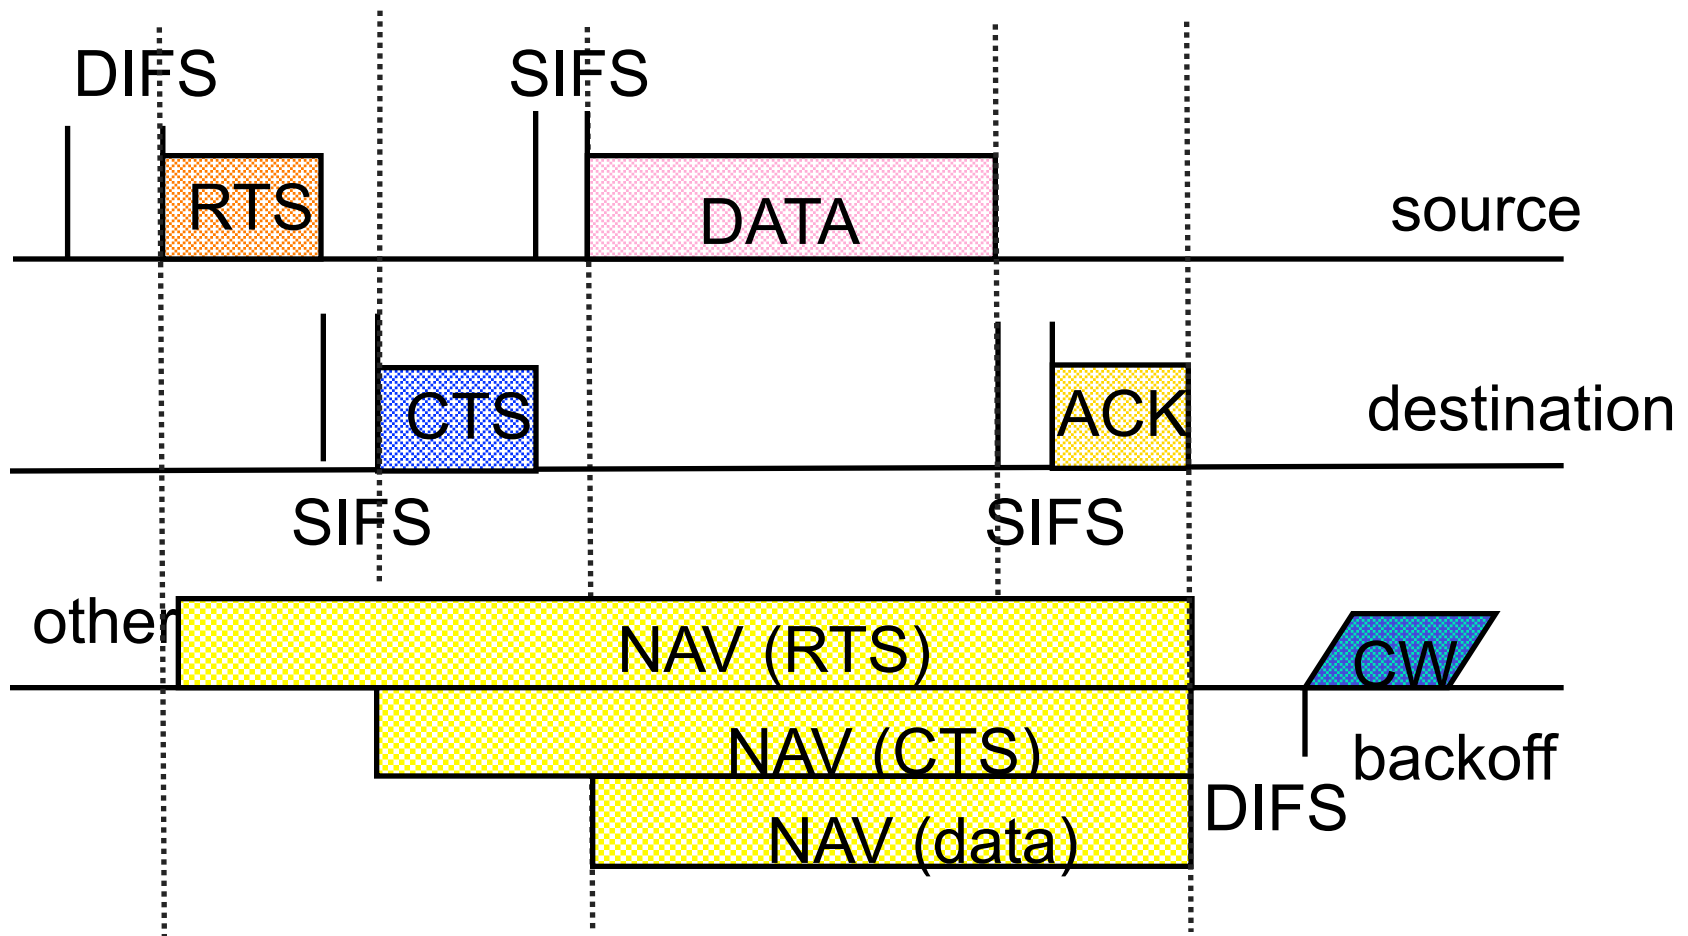 DIFS
SIFS
RTS
DATA
source
CTS
ACK
destination
SIFS
SIFS
other
NAV (RTS)
CW
NAV (CTS)
backoff
DIFS
NAV (data)